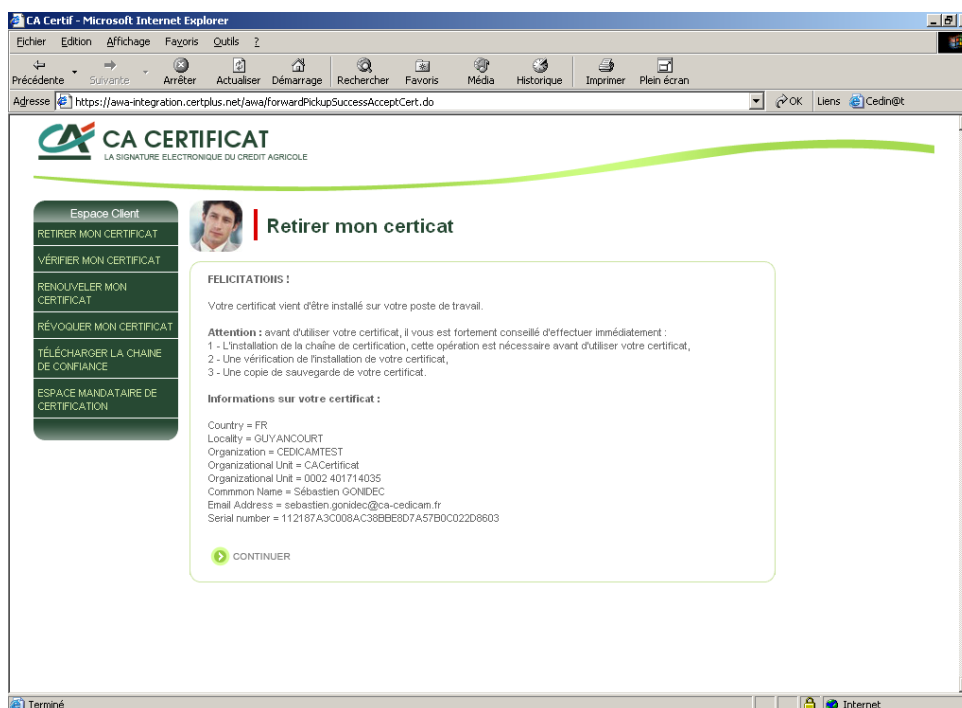 CA Certif - Microsoft Internet Explorer
Fichier Edition Affichage Favoris Outils ?
Précédente Suivante Arrêter Actualiser Démarrage Rechercher Favoris Média Historique Imprimer Plein écran
Adresse https://awa-integration.certplus.net/awa/forwardPickupSuccessAcceptCert.do OK Liens Cedin@t
CA CERTIFICAT
LA SIGNATURE ELECTRONIQUE DU CREDIT AGRICOLE
Espace Client
RETIRER MON CERTIFICAT
VÉRIFIER MON CERTIFICAT
RENOUVELER MON
CERTIFICAT
RÉVOQUER MON CERTIFICAT
TÉLÉCHARGER LA CHAINE
DE CONFIANCE
ESPACE MANDATAIRE DE
CERTIFICATION
Retirer mon certicat
FELICITATIONS !
Votre certificat vient d'être installé sur votre poste de travail.
Attention : avant d'utiliser votre certificat, il vous est fortement conseillé d'effectuer immédiatement :
1 - L'installation de la chaîne de certification, cette opération est nécessaire avant d'utiliser votre certificat,
2 - Une vérification de l'installation de votre certificat,
3 - Une copie de sauvegarde de votre certificat.
Informations sur votre certificat :
Country = FR
Locality = GUYANCOURT
Organization = CEDICAMTEST
Organizational Unit = CACertificat
Organizational Unit = 0002 401714035
Commmon Name = Sébastien GONIDEC
Email Address = sebastien.gonidec@ca-cedicam.fr
Serial number = 112187A3C008AC38BBE8D7A57B0C022D8603
CONTINUER
Terminé Internet